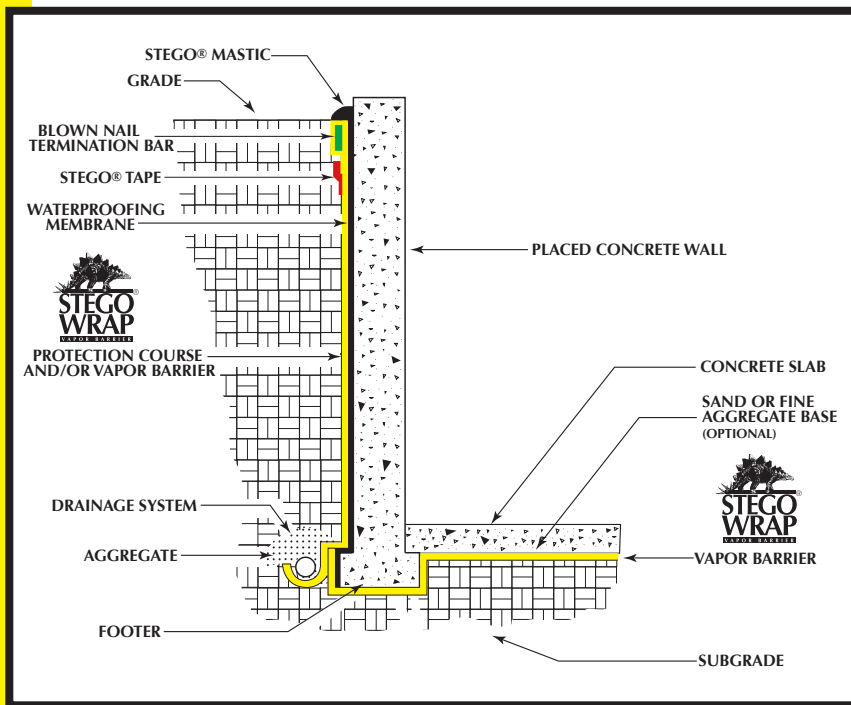 STEGO® MASTIC
GRADE
BLOWN NAIL
TERMINATION BAR
STEGO® TAPE
WATERPROOFING
MEMBRANE
STEGO®
WRAP
VAPOR BARRIER
PROTECTION COURSE
AND/OR VAPOR BARRIER
DRAINAGE SYSTEM
AGGREGATE
FOOTER
PLACED CONCRETE WALL
CONCRETE SLAB
SAND OR FINE
AGGREGATE BASE
(OPTIONAL)
STEGO®
WRAP
VAPOR BARRIER
VAPOR BARRIER
SUBGRADE